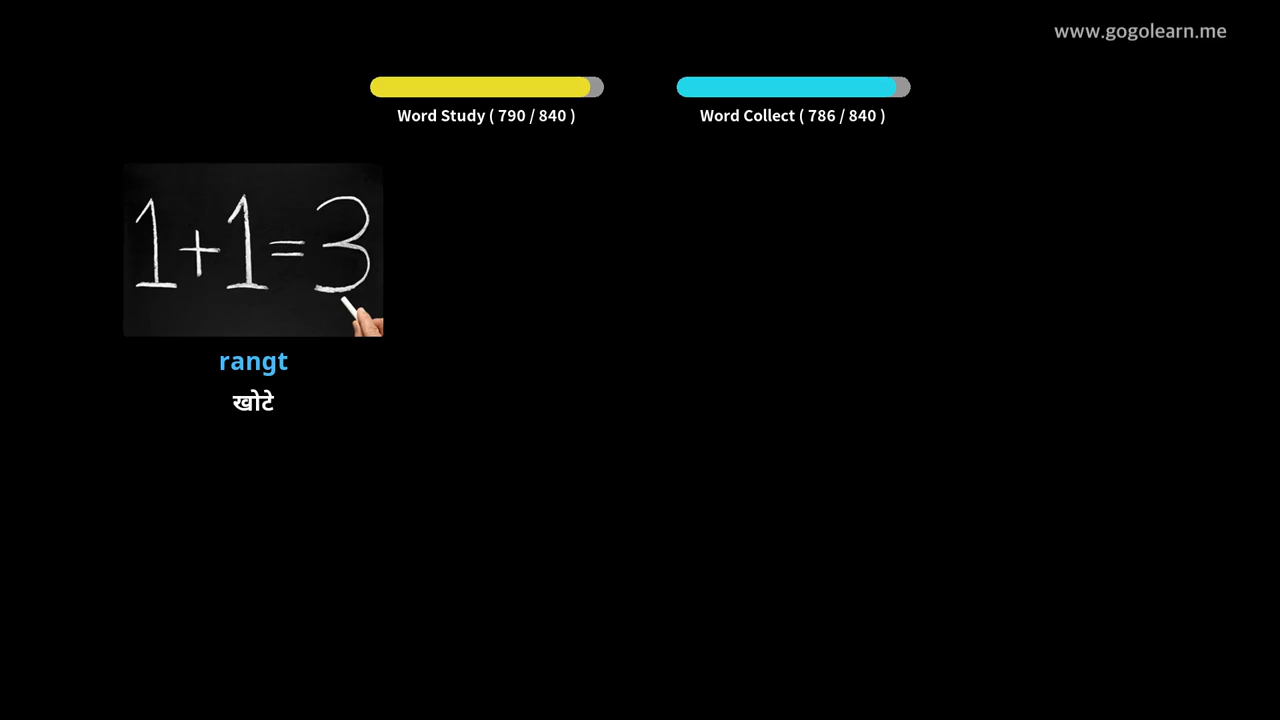 www.gogolearn.me
Word Study ( 790 / 840 )
Word Collect ( 786 / 840 )
1+1=3
rangt
खोटे